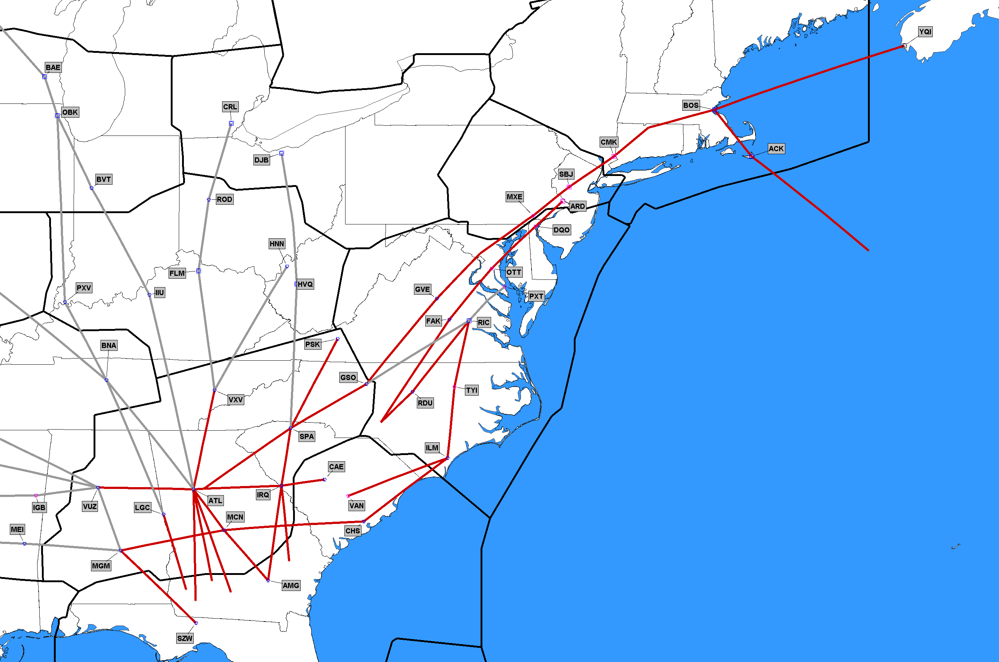 YQI
BAE
BOS
CRL
OBK
CMK
ACK
DJB
SBJ
BVT
MXE
ROD
ARD
DQO
HNN
OTT
FLM
HVQ
GVE
PXV
IIU
PXT
FAK
RIC
PSK
BNA
GSO
TYI
VXV
RDU
SPA
ILM
CAE
IRQ
ATL
VAN
IGB
VUZ
LGC
MCN
MEI
CHS
MGM
AMG
SZW